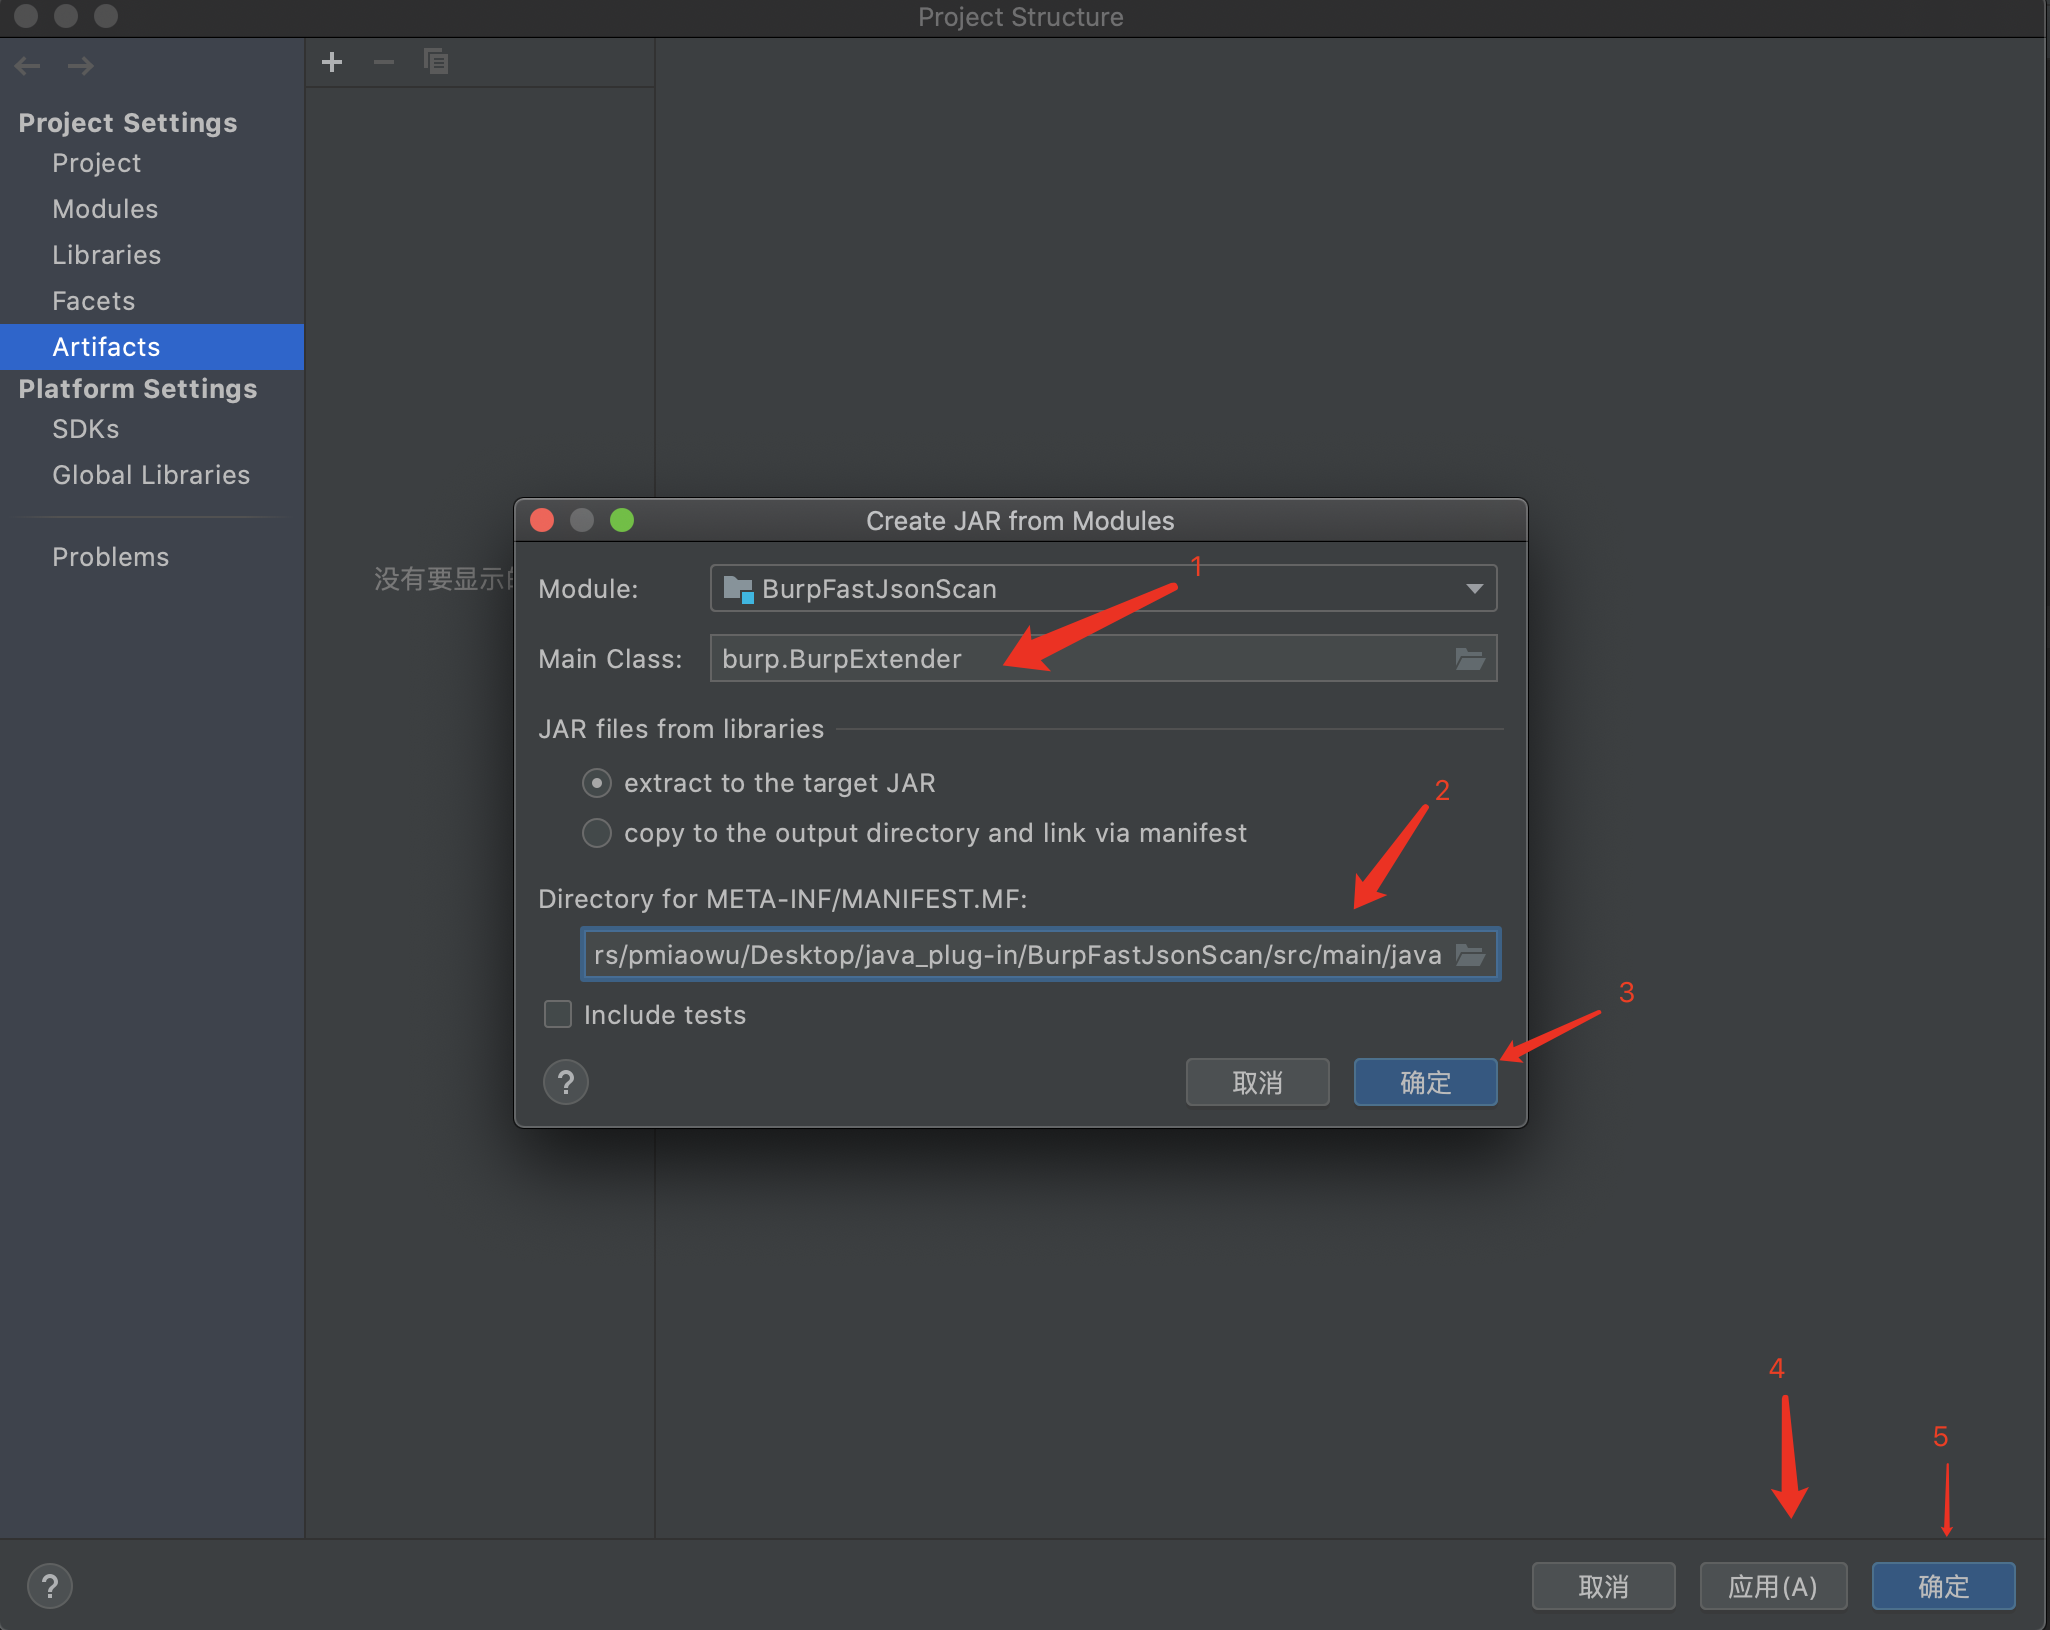 Project Structure
Project Settings
Project
Modules
Libraries
Facets
Artifacts
Platform Settings
SDKs
Global Libraries
Problems
没有要显示
Create JAR from Modules
1
Module: BurpFastJsonScan
Main Class: burp.BurpExtender
JAR files from libraries
extract to the target JAR
2
copy to the output directory and link via manifest
Directory for META-INF/MANIFEST.MF:
rs/pmiaowu/Desktop/java_plug-in/BurpFastJsonScan/src/main/java
3
Include tests
? 取消 确定
4
5
? 取消 应用(A) 确定